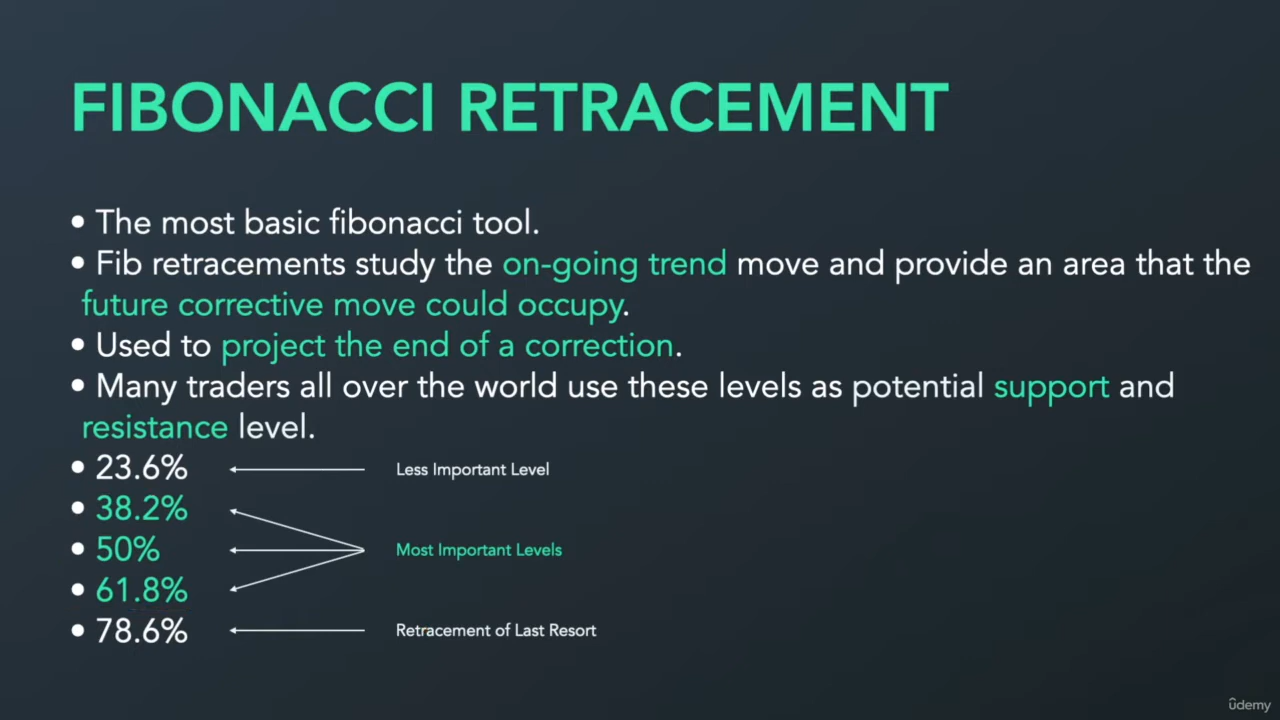 FIBONACCI RETRACEMENT
• The most basic fibonacci tool.
• Fib retracements study the on-going trend move and provide an area that the
future corrective move could occupy.
• Used to project the end of a correction.
• Many traders all over the world use these levels as potential support and
resistance level.
• 23.6% Less Important Level
• 38.2%
• 50% Most Important Levels
• 61.8%
• 78.6% Retracement of Last Resort
ûdemy